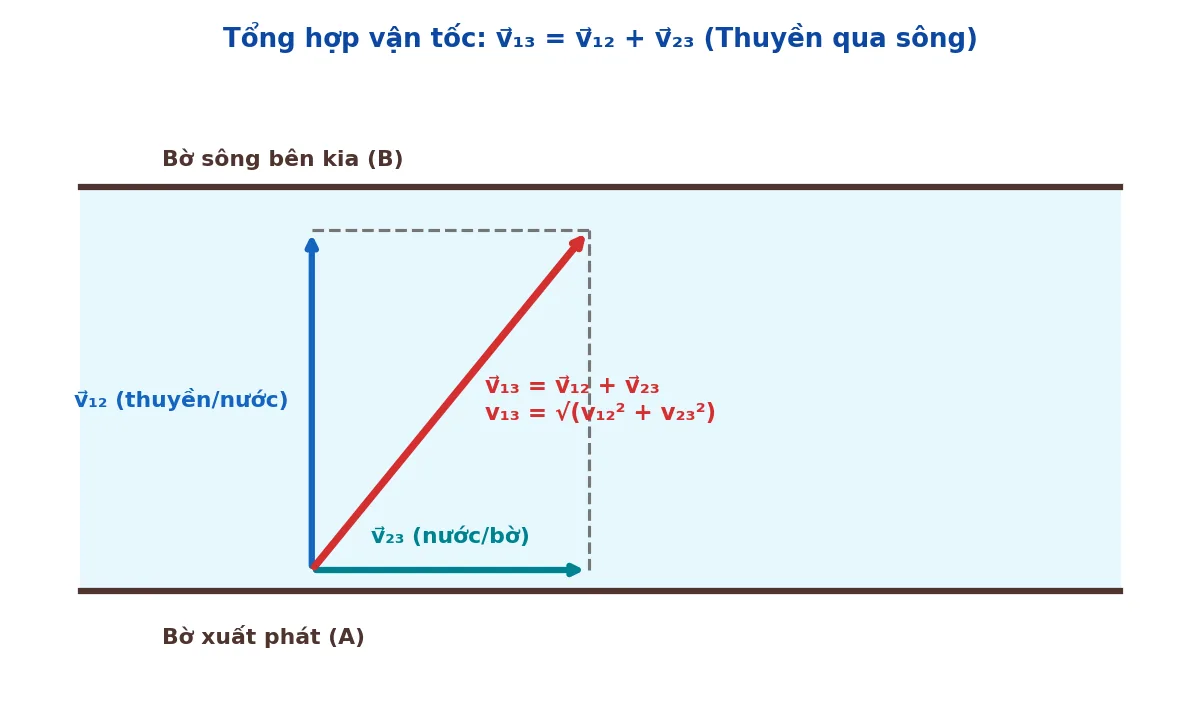 Tổng hợp vận tốc: v⃗₁₃ = v⃗₁₂ + v⃗₂₃ (Thuyền qua sông)
Bờ sông bên kia (B)
v⃗₁₃ = v⃗₁₂ + v⃗₂₃
v⃗₁₂ (thuyền/nước)
v₁₃ = √(v₁₂² + v₂₃²)
v⃗₂₃ (nước/bờ)
Bờ xuất phát (A)